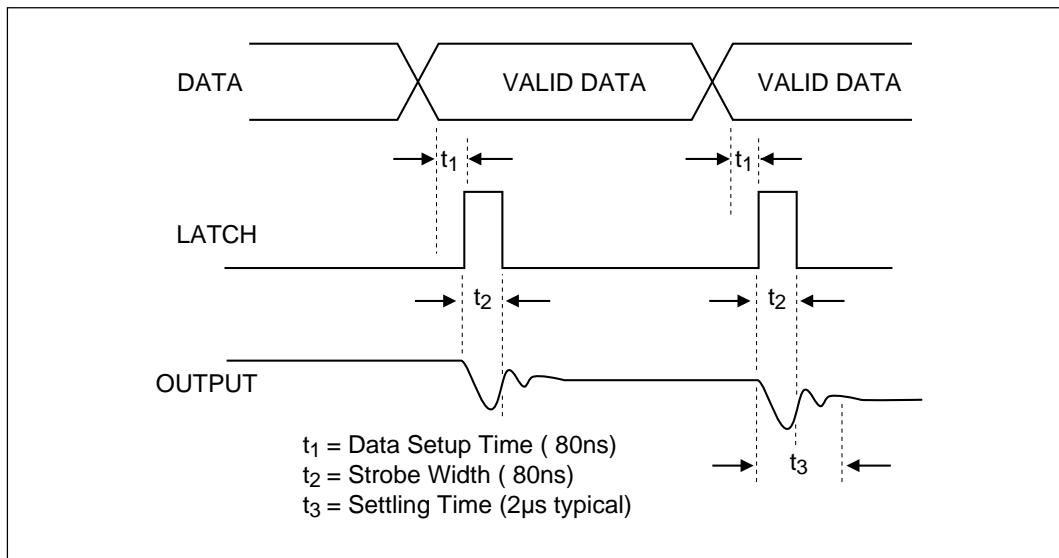 DATA
VALID DATA
VALID DATA
t₁
t₁
LATCH
t₂
t₂
OUTPUT
t₁ = Data Setup Time ( 80ns)
t₂ = Strobe Width ( 80ns)
t₃ = Settling Time (2µs typical)
t₃